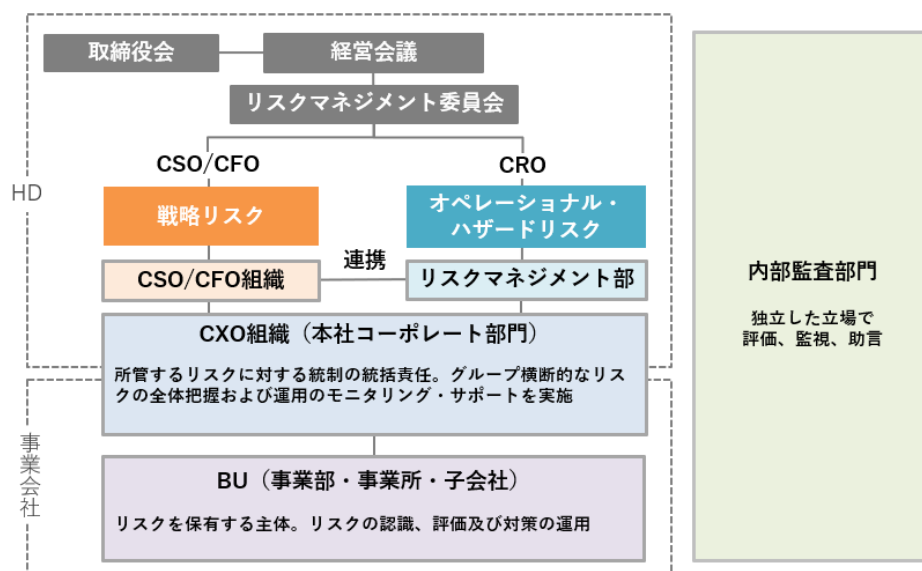 取締役会
経営会議
リスクマネジメント委員会
CSO/CFO
CRO
HD
戦略リスク
オペレーショナル・
ハザードリスク
連携
CSO/CFO組織
リスクマネジメント部
CXO組織（本社コーポレート部門）
所管するリスクに対する統制の統括責任。グループ横断的なリス
クの全体把握および運用のモニタリング・サポートを実施
事業会社
BU（事業部・事業所・子会社）
リスクを保有する主体。リスクの認識、評価及び対策の運用
内部監査部門
独立した立場で
評価、監視、助言